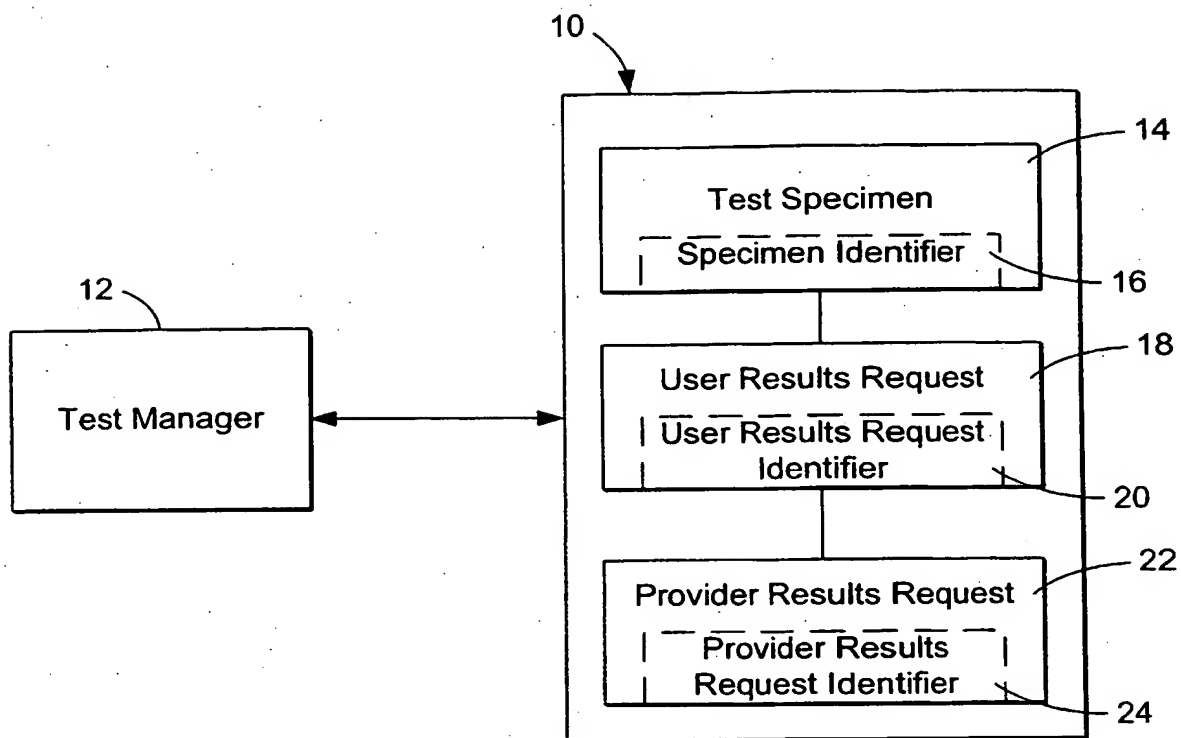 10
14
Test Specimen
Specimen Identifier
16
12
18
Test Manager
User Results Request
User Results Request
Identifier
20
22
Provider Results Request
Provider Results
Request Identifier
24